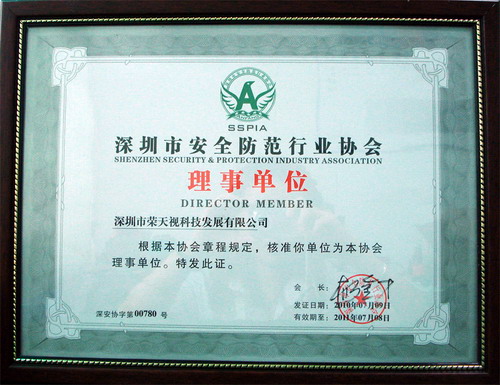 SSPIA
深圳市安全防范行业协会
SHENZHEN SECURITY & PROTECTION INDUSTRY ASSOCIATION
理事单位
DIRECTOR MEMBER
深圳市荣天视科技发展有限公司
根据本协会章程规定，核准你单位为本协会
理事单位。特发此证。
会　长：
发证日期：2010年07月09日
有效期至：2011年07月08日
深安协字第00780 号